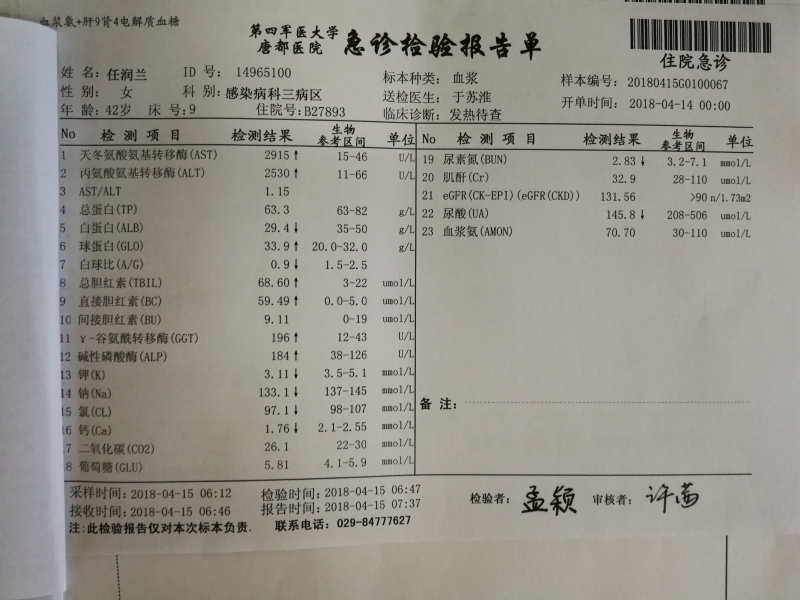 血浆氨+肝9肾4电解质血糖
第四军医大学
唐都医院 急诊检验报告单
住院急诊
姓 名: 任润兰 ID 号: 14965100 标本种类: 血浆 样本编号: 20180415G0100067
性 别: 女 科 别: 感染病科三病区 送检医生: 于苏淮 开单时间: 2018-04-14 00:00
年 龄: 42岁 床 号: 9 住院号: B27893 临床诊断: 发热待查
No 检 测 项 目 检测结果 生物参考区间 单位 No 检 测 项 目 检测结果 生物参考区间 单位
1 天冬氨酸氨基转移酶(AST) 2915↑ 15-46 U/L 19 尿素氮(BUN) 2.83↓ 3.2-7.1 mmol/L
2 丙氨酸氨基转移酶(ALT) 2530↑ 11-66 U/L 20 肌酐(Cr) 32.9 28-110 umol/L
3 AST/ALT 1.15 21 eGFR(CK-EPI)(eGFR(CKD)) 131.56 >90 n/1.73m2
4 总蛋白(TP) 63.3 63-82 g/L 22 尿酸(UA) 145.8↓ 208-506 umol/L
5 白蛋白(ALB) 29.4↓ 35-50 g/L 23 血浆氨(AMON) 70.70 30-110 umol/L
6 球蛋白(GLO) 33.9↑ 20.0-32.0 g/L
7 白球比(A/G) 0.9↓ 1.5-2.5
8 总胆红素(TBIL) 68.60↑ 3-22 umol/L
9 直接胆红素(BC) 59.49↑ 0.0-5.0 umol/L
10 间接胆红素(BU) 9.11 0-19 umol/L
11 γ-谷氨酰转移酶(GGT) 196↑ 12-43 U/L
12 碱性磷酸酶(ALP) 184↑ 38-126 U/L
13 钾(K) 3.11↓ 3.5-5.1 mmol/L
14 钠(Na) 133.1↓ 137-145 mmol/L
15 氯(CL) 97.1↓ 98-107 mmol/L
16 钙(Ca) 1.76↓ 2.1-2.55 mmol/L
7 二氧化碳(CO2) 26.1 22-30 mmol/L
8 葡萄糖(GLU) 5.81 4.1-5.9 mmol/L
备 注:
采样时间: 2018-04-15 06:12 检验时间: 2018-04-15 06:47 检验者: 孟颖 审核者: 许茜
接收时间: 2018-04-15 06:46 报告时间: 2018-04-15 07:37
注:此检验报告仅对本次标本负责. 联系电话: 029-84777627